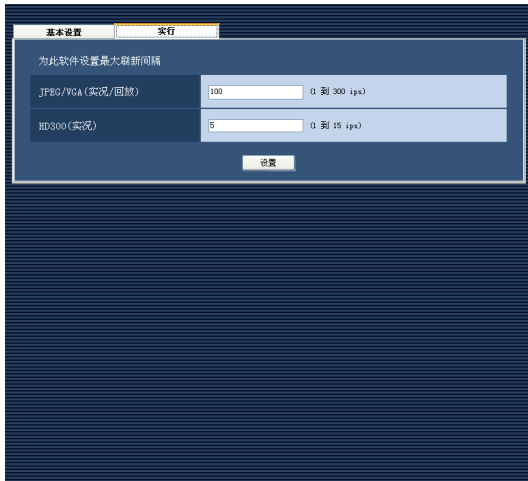 基本设置 实行
为此软件设置最大刷新间隔
JPEG/VGA(实况/回放) 100 (1 到 300 ips)
HD300(实况) 5 (1 到 15 ips)
设置